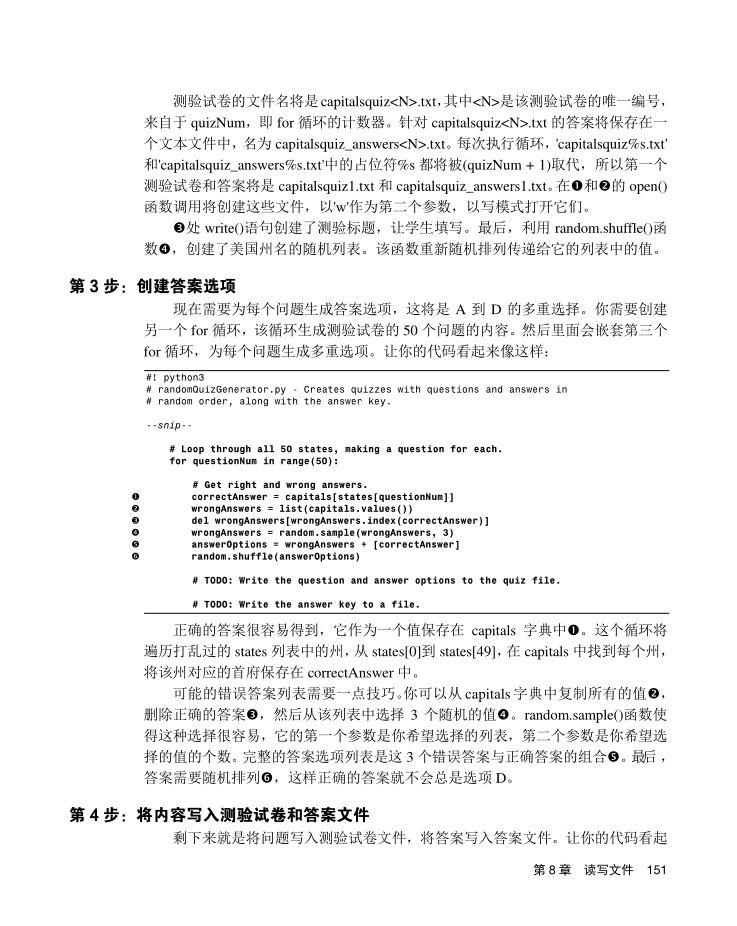 测验试卷的文件名将是 capitalsquiz<N>.txt，其中<N>是该测验试卷的唯一编号，
来自于 quizNum，即 for 循环的计数器。针对 capitalsquiz<N>.txt 的答案将保存在一
个文本文件中，名为 capitalsquiz_answers<N>.txt。每次执行循环，'capitalsquiz%s.txt'
和'capitalsquiz_answers%s.txt'中的占位符%s 都将被(quizNum + 1)取代，所以第一个
测验试卷和答案将是 capitalsquiz1.txt 和 capitalsquiz_answers1.txt。在❶和❷的 open()
函数调用将创建这些文件，以'w'作为第二个参数，以写模式打开它们。
❸处 write()语句创建了测验标题，让学生填写。最后，利用 random.shuffle()函
数❹，创建了美国州名的随机列表。该函数重新随机排列传递给它的列表中的值。
第 3 步：创建答案选项
现在需要为每个问题生成答案选项，这将是 A 到 D 的多重选择。你需要创建
另一个 for 循环，该循环生成测验试卷的 50 个问题的内容。然后里面会嵌套第三个
for 循环，为每个问题生成多重选项。让你的代码看起来像这样：
#! python3
# randomQuizGenerator.py - Creates quizzes with questions and answers in
# random order, along with the answer key.
--snip--
# Loop through all 50 states, making a question for each.
for questionNum in range(50):
# Get right and wrong answers.
❶ correctAnswer = capitals[states[questionNum]]
❷ wrongAnswers = list(capitals.values())
❸ del wrongAnswers[wrongAnswers.index(correctAnswer)]
❹ wrongAnswers = random.sample(wrongAnswers, 3)
❺ answerOptions = wrongAnswers + [correctAnswer]
❻ random.shuffle(answerOptions)
# TODO: Write the question and answer options to the quiz file.
# TODO: Write the answer key to a file.
正确的答案很容易得到，它作为一个值保存在 capitals 字典中❶。这个循环将
遍历打乱过的 states 列表中的州，从 states[0]到 states[49]，在 capitals 中找到每个州，
将该州对应的首府保存在 correctAnswer 中。
可能的错误答案列表需要一点技巧。你可以从 capitals 字典中复制所有的值❷，
删除正确的答案❸，然后从该列表中选择 3 个随机的值❹。random.sample()函数使
得这种选择很容易，它的第一个参数是你希望选择的列表，第二个参数是你希望选
择的值的个数。完整的答案选项列表是这 3 个错误答案与正确答案的组合❺。最后，
答案需要随机排列❻，这样正确的答案就不会总是选项 D。
第 4 步：将内容写入测验试卷和答案文件
剩下来就是将问题写入测验试卷文件，将答案写入答案文件。让你的代码看起
第 8 章 读写文件 151